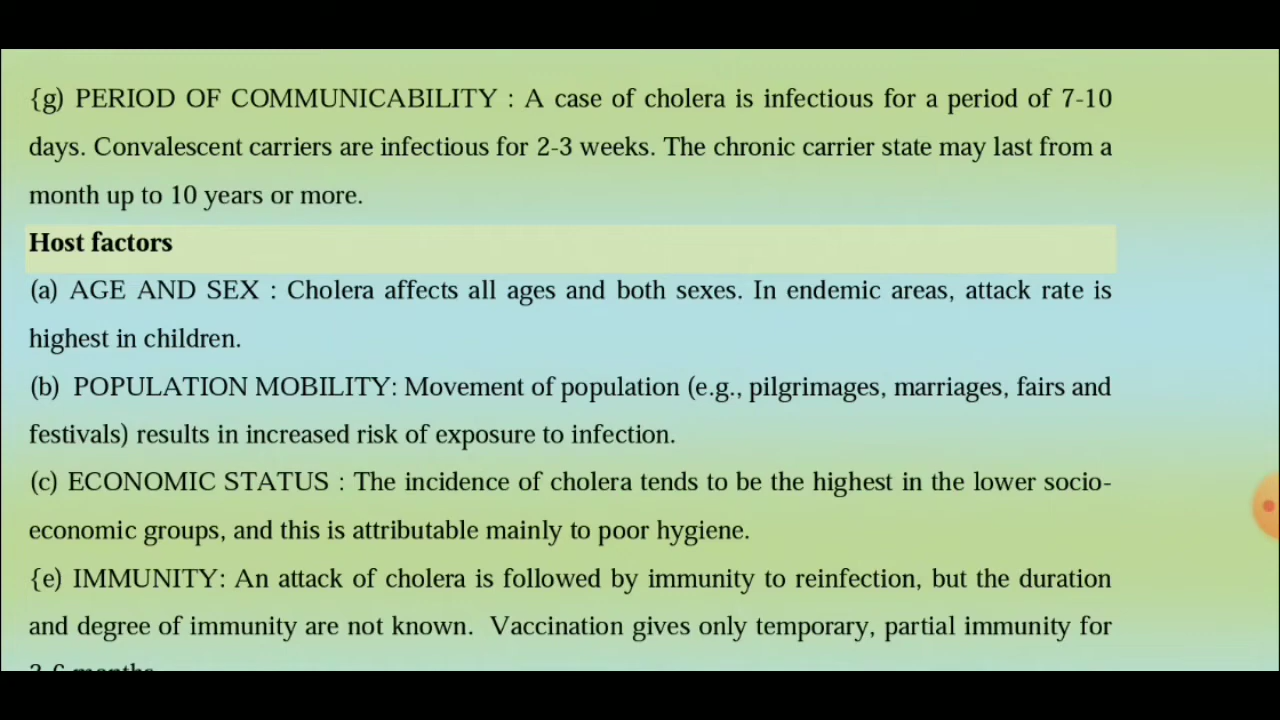 {g) PERIOD OF COMMUNICABILITY : A case of cholera is infectious for a period of 7-10
days. Convalescent carriers are infectious for 2-3 weeks. The chronic carrier state may last from a
month up to 10 years or more.
Host factors
(a) AGE AND SEX : Cholera affects all ages and both sexes. In endemic areas, attack rate is
highest in children.
(b) POPULATION MOBILITY: Movement of population (e.g., pilgrimages, marriages, fairs and
festivals) results in increased risk of exposure to infection.
(c) ECONOMIC STATUS : The incidence of cholera tends to be the highest in the lower socio-
economic groups, and this is attributable mainly to poor hygiene.
{e) IMMUNITY: An attack of cholera is followed by immunity to reinfection, but the duration
and degree of immunity are not known. Vaccination gives only temporary, partial immunity for
months